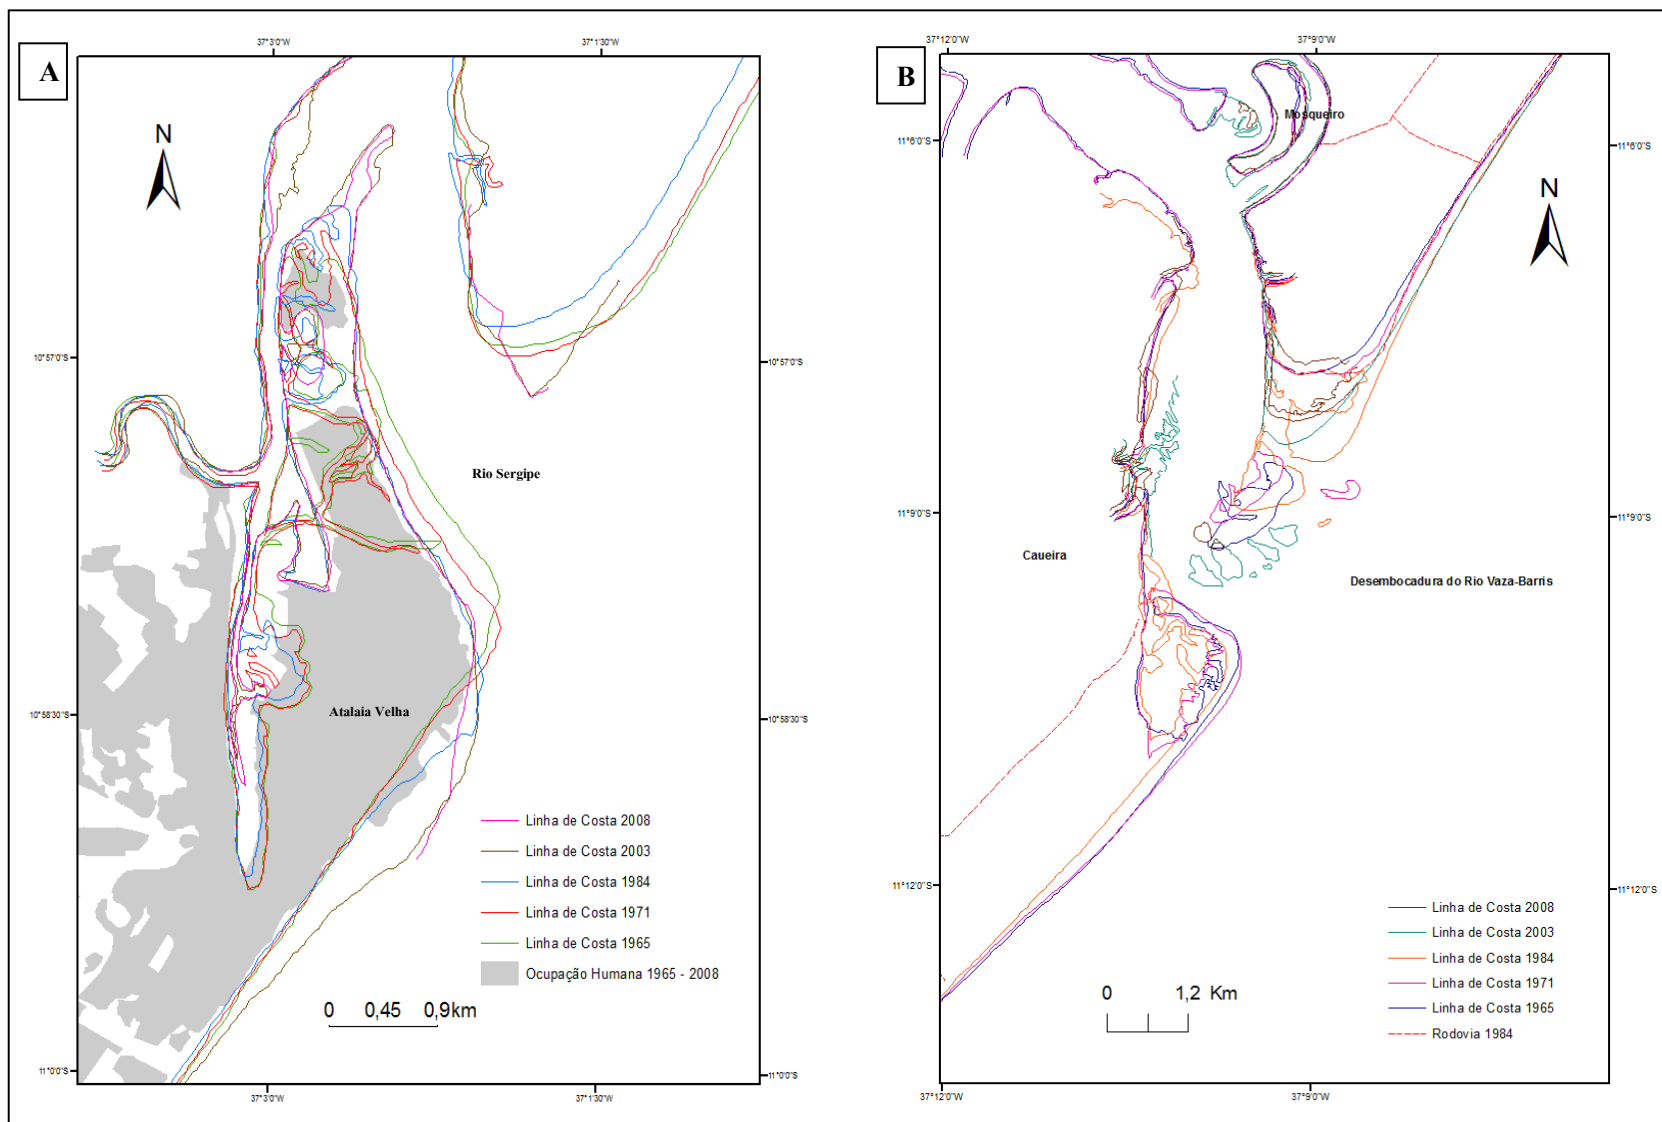 A
37°3'0"W
37°1'30"W
N
10°57'0"S
10°57'0"S
Rio Sergipe
Atalaia Velha
10°58'30"S
10°58'30"S
Linha de Costa 2008
Linha de Costa 2003
Linha de Costa 1984
Linha de Costa 1971
Linha de Costa 1965
Ocupação Humana 1965 - 2008
0 0,45 0,9km
11°0'0"S
11°0'0"S
37°3'0"W
37°1'30"W
B
37°12'0"W
37°9'0"W
Mosqueiro
11°6'0"S
11°6'0"S
N
11°9'0"S
11°9'0"S
Caueira
Desembocadura do Rio Vaza-Barris
11°12'0"S
11°12'0"S
Linha de Costa 2008
Linha de Costa 2003
Linha de Costa 1984
Linha de Costa 1971
Linha de Costa 1965
Rodovia 1984
0 1,2 Km
37°12'0"W
37°9'0"W